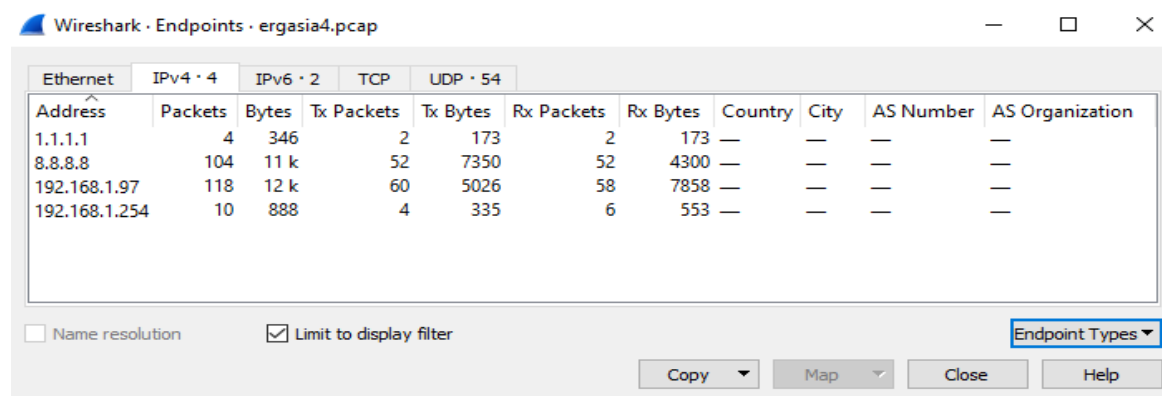 Wireshark · Endpoints · ergasia4.pcap
Ethernet IPv4 · 4 IPv6 · 2 TCP UDP · 54
Address Packets Bytes Tx Packets Tx Bytes Rx Packets Rx Bytes Country City AS Number AS Organization
1.1.1.1 4 346 2 173 2 173 — — — —
8.8.8.8 104 11 k 52 7350 52 4300 — — — —
192.168.1.97 118 12 k 60 5026 58 7858 — — — —
192.168.1.254 10 888 4 335 6 553 — — — —
Name resolution Limit to display filter Endpoint Types
Copy Map Close Help